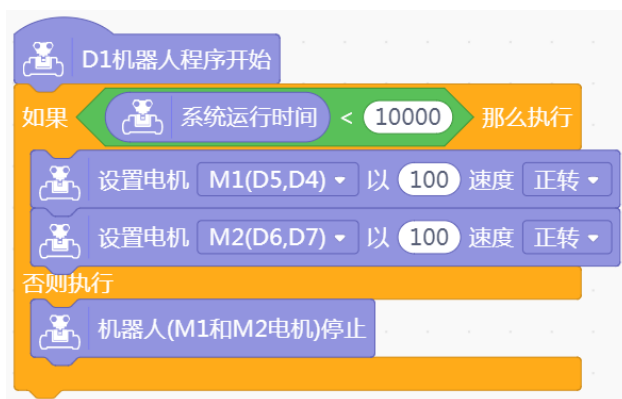 D1机器人程序开始
如果 系统运行时间 < 10000 那么执行
设置电机 M1(D5,D4) 以 100 速度 正转
设置电机 M2(D6,D7) 以 100 速度 正转
否则执行
机器人(M1和M2电机)停止